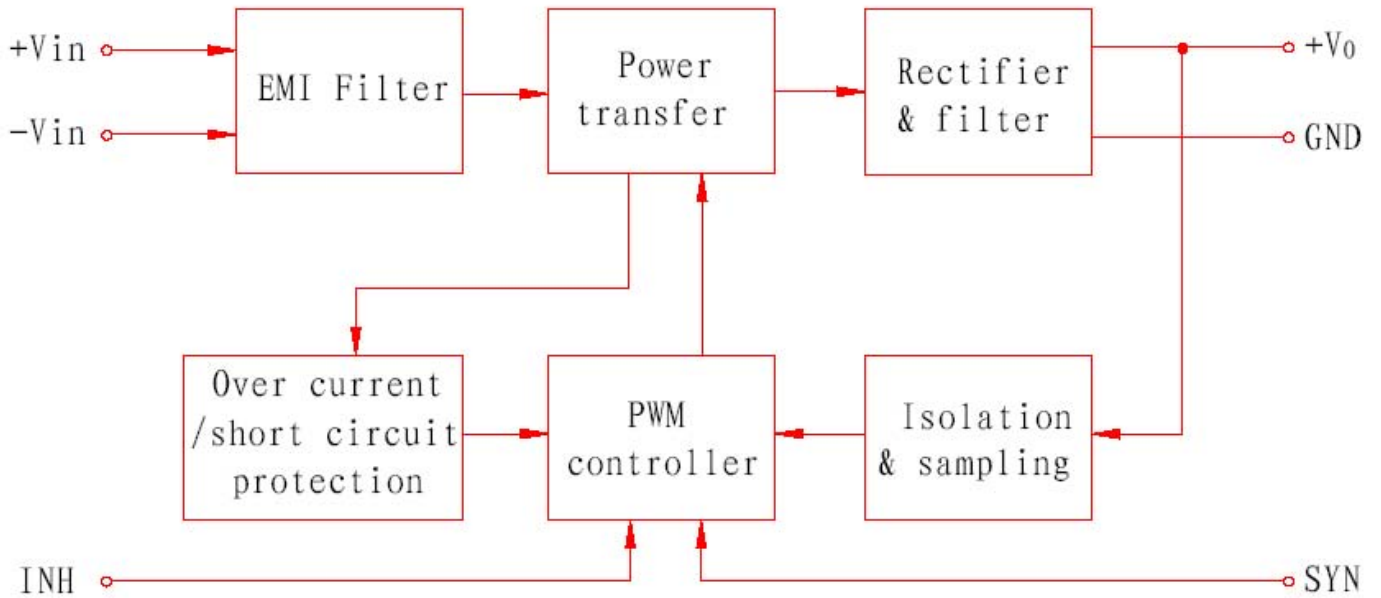 +Vin
-Vin
EMI Filter
Power
transfer
Rectifier
& filter
+V₀
GND
Over current
/short circuit
protection
PWM
controller
Isolation
& sampling
INH
SYN